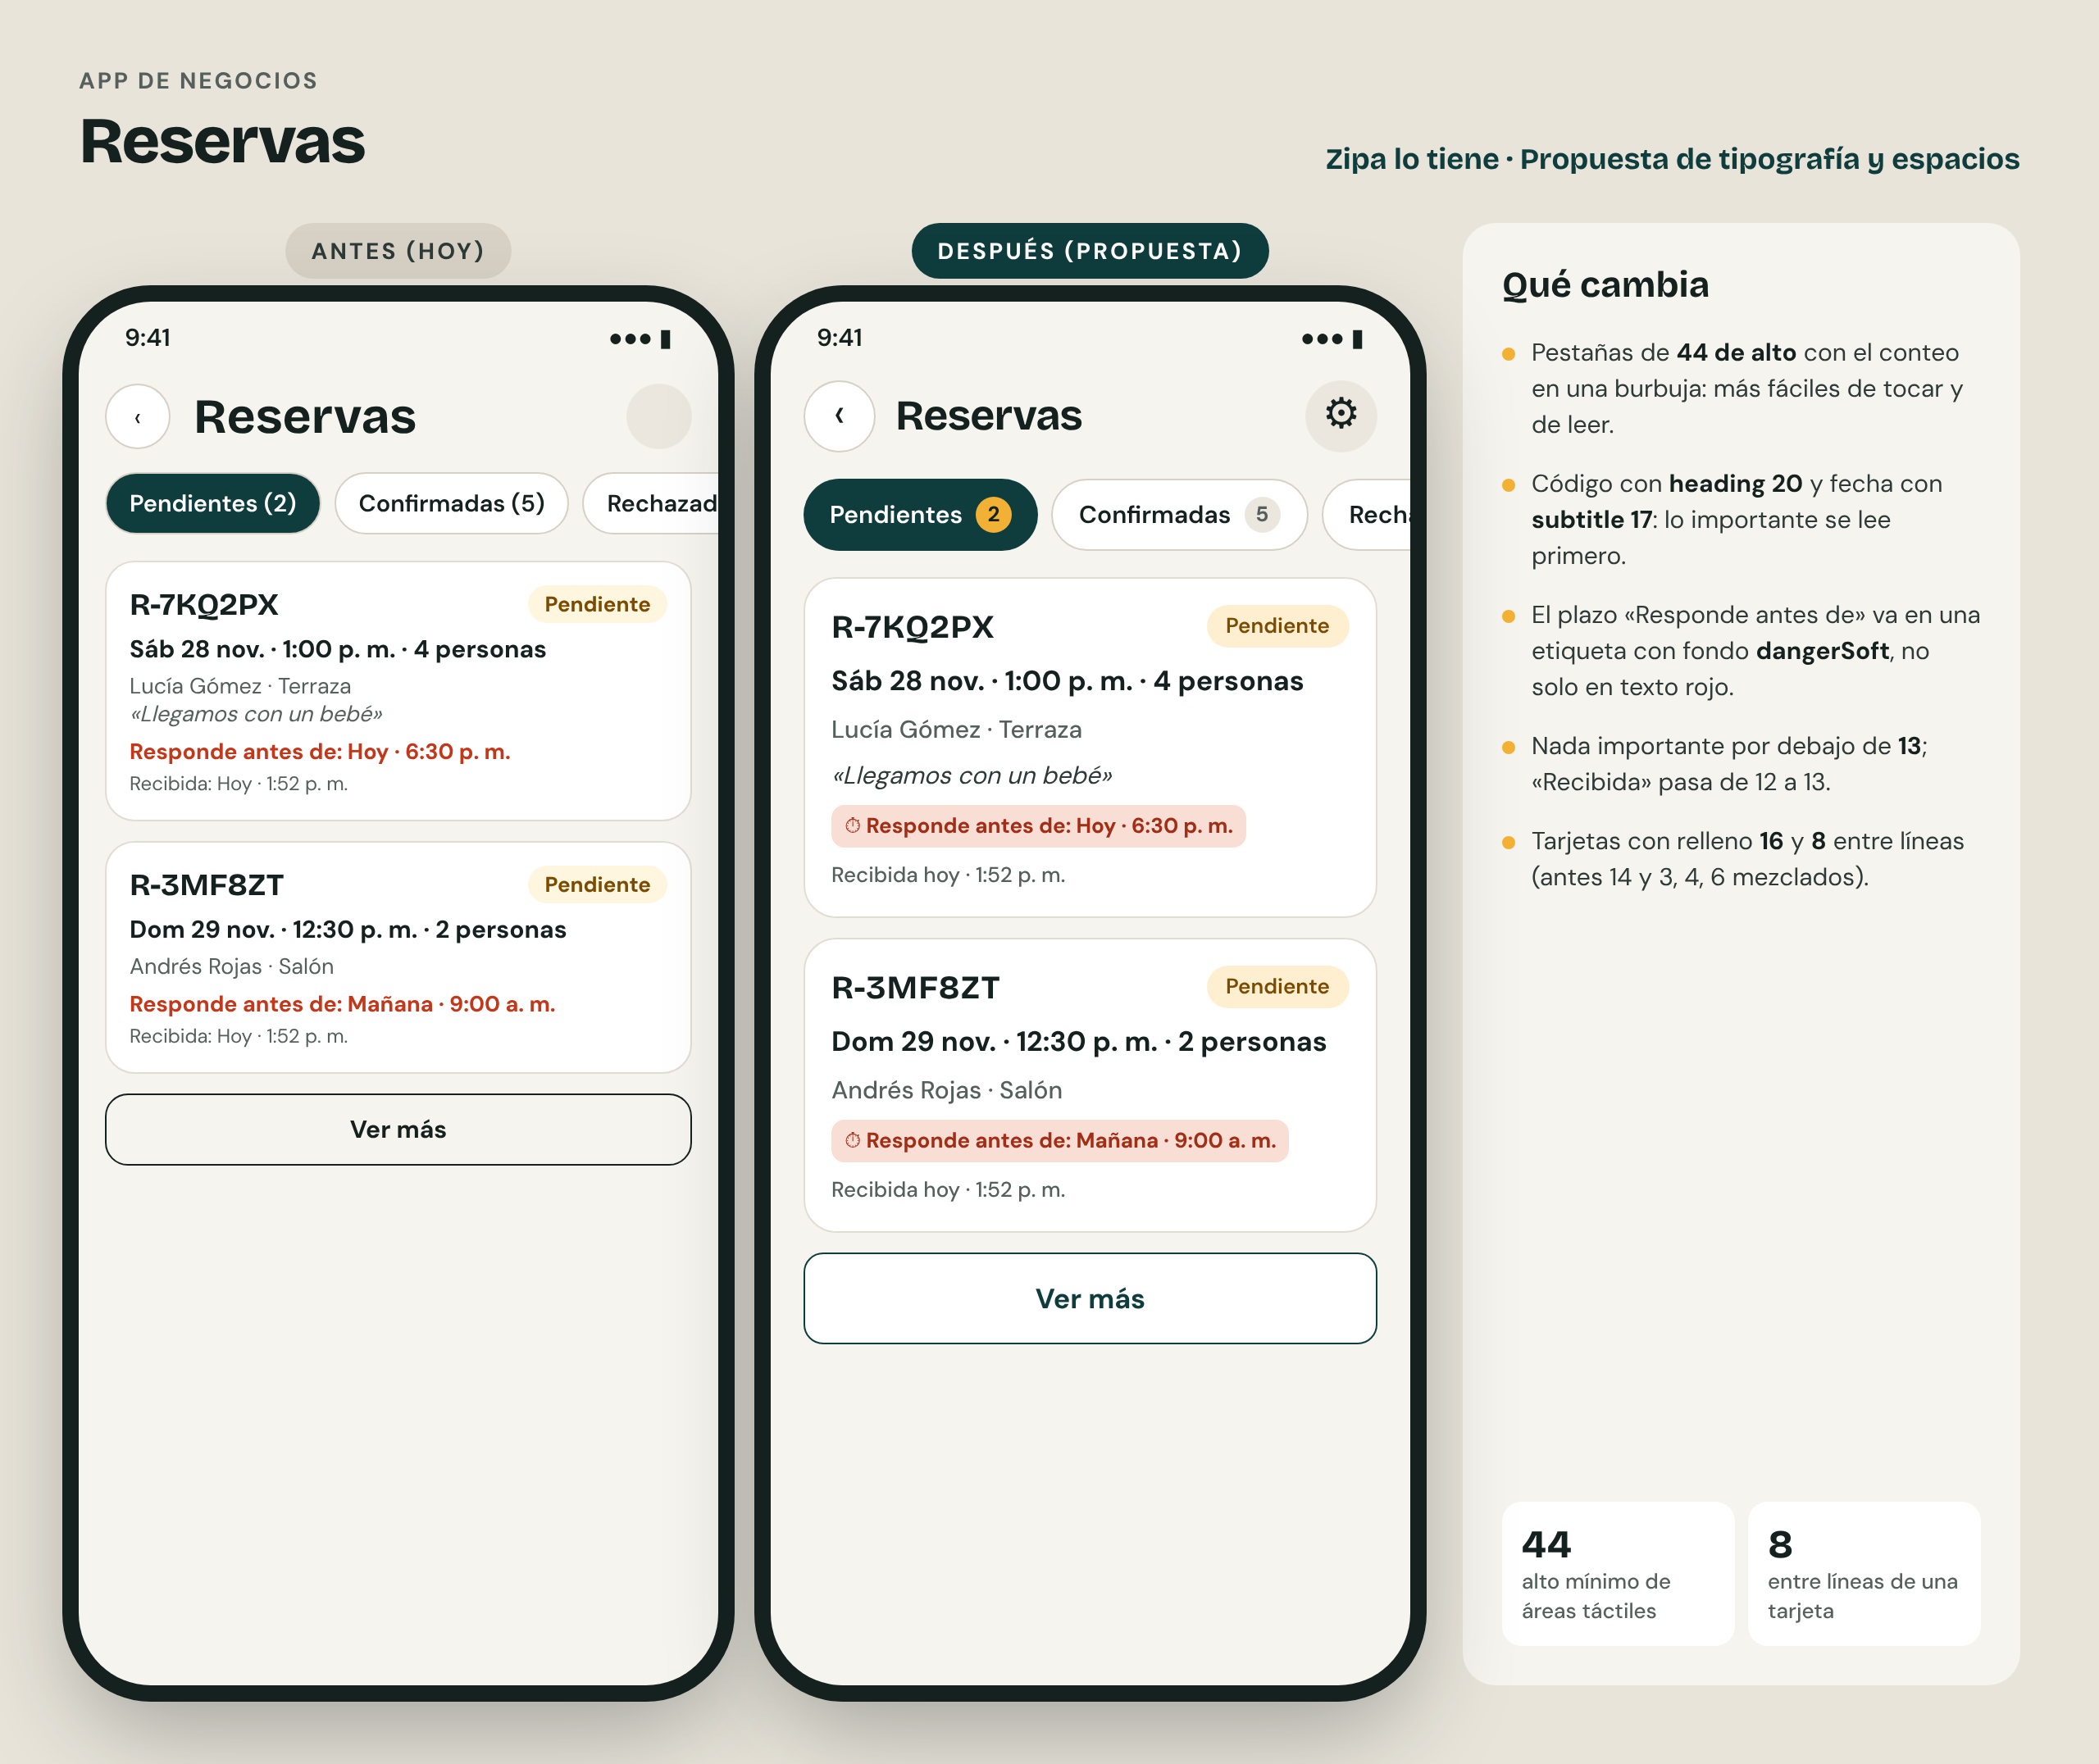 APP DE NEGOCIOS
Reservas
Zipa lo tiene · Propuesta de tipografía y espacios
ANTES (HOY)
9:41
Reservas
Pendientes (2)
Confirmadas (5)
Rechazad
R-7KQ2PX
Pendiente
Sáb 28 nov. · 1:00 p. m. · 4 personas
Lucía Gómez · Terraza
«Llegamos con un bebé»
Responde antes de: Hoy · 6:30 p. m.
Recibida: Hoy · 1:52 p. m.
R-3MF8ZT
Pendiente
Dom 29 nov. · 12:30 p. m. · 2 personas
Andrés Rojas · Salón
Responde antes de: Mañana · 9:00 a. m.
Recibida: Hoy · 1:52 p. m.
Ver más
DESPUÉS (PROPUESTA)
9:41
Reservas
Pendientes 2
Confirmadas 5
Recha
R-7KQ2PX
Pendiente
Sáb 28 nov. · 1:00 p. m. · 4 personas
Lucía Gómez · Terraza
«Llegamos con un bebé»
⏱ Responde antes de: Hoy · 6:30 p. m.
Recibida hoy · 1:52 p. m.
R-3MF8ZT
Pendiente
Dom 29 nov. · 12:30 p. m. · 2 personas
Andrés Rojas · Salón
⏱ Responde antes de: Mañana · 9:00 a. m.
Recibida hoy · 1:52 p. m.
Ver más
Qué cambia
Pestañas de 44 de alto con el conteo
en una burbuja: más fáciles de tocar y
de leer.
Código con heading 20 y fecha con
subtitle 17: lo importante se lee
primero.
El plazo «Responde antes de» va en una
etiqueta con fondo dangerSoft, no
solo en texto rojo.
Nada importante por debajo de 13;
«Recibida» pasa de 12 a 13.
Tarjetas con relleno 16 y 8 entre líneas
(antes 14 y 3, 4, 6 mezclados).
44
alto mínimo de
áreas táctiles
8
entre líneas de una
tarjeta